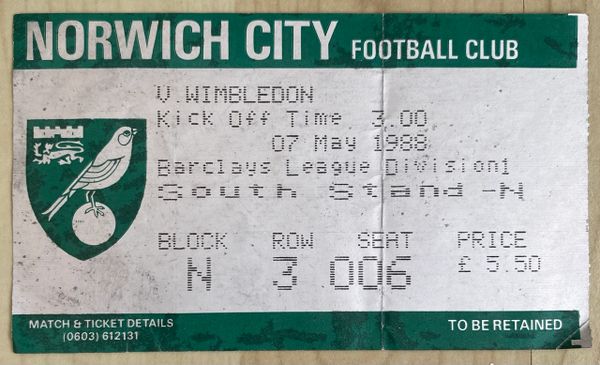 NORWICH CITY FOOTBALL CLUB
V.WIMBLEDON
Kick Off Time 3.00
07 May 1988
Barclays League Division1
South Stand -N
BLOCK ROW SEAT PRICE
N 3 006 £ 5.50
MATCH & TICKET DETAILS
(0603) 612131
TO BE RETAINED